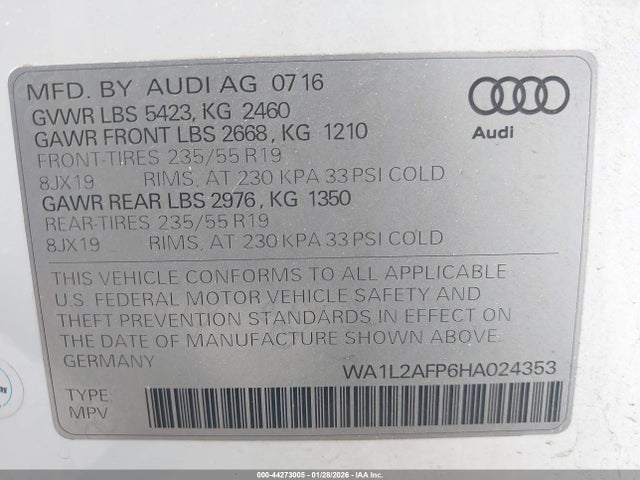 MFD. BY AUDI AG 07 16
GVWR LBS 5423, KG 2460
GAWR FRONT LBS 2668, KG 1210
FRONT-TIRES 235/55 R19
8JX19 RIMS, AT 230 KPA 33 PSI COLD
GAWR REAR LBS 2976, KG 1350
REAR-TIRES 235/55 R19
8JX19 RIMS, AT 230 KPA 33 PSI COLD
Audi
THIS VEHICLE CONFORMS TO ALL APPLICABLE
U.S. FEDERAL MOTOR VEHICLE SAFETY AND
THEFT PREVENTION STANDARDS IN EFFECT ON
THE DATE OF MANUFACTURE SHOWN ABOVE.
GERMANY WA1L2AFP6HA024353
TYPE
MPV
000-44273005 - 01/28/2026 - IAA, Inc.